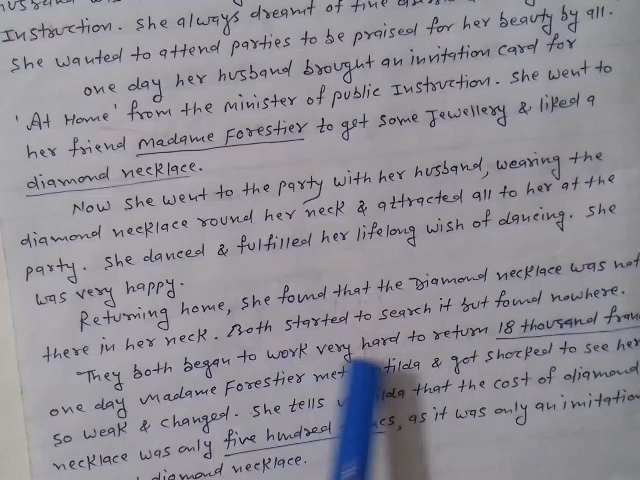 Instruction. She always dreamt of fine
She wanted to attend parties to be praised for her beauty by all.
one day her husband brought an invitation card for
'At Home' from the minister of public Instruction. She went to
her friend Madame Forestier to get some Jewellery & liked a
diamond necklace.
Now she went to the party with her husband, wearing the
diamond necklace round her neck & attracted all to her at the
party. She danced & fulfilled her lifelong wish of dancing. She
was very happy.
Returning home, she found that the Diamond necklace was not
there in her neck. Both started to search it but found nowhere.
They both began to work very hard to return 18 thousand fran
one day Madame Forestier met tilda & got shocked to see her
so weak & changed. She tells ilda that the cost of diamond
necklace was only five hundred cs, as it was only an imitation
diamond necklace.